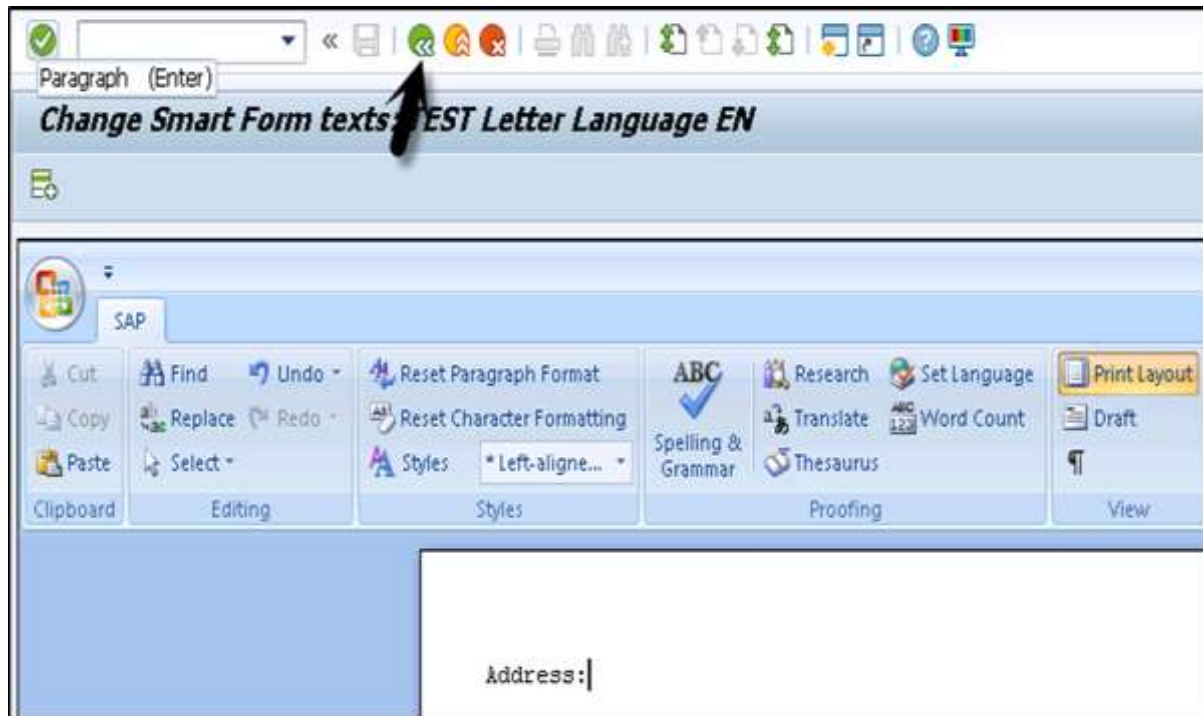 Paragraph (Enter)
Change Smart Form texts: TEST Letter Language EN
SAP
Cut Find Undo Reset Paragraph Format ABC Research Set Language Print Layout
Copy Replace Redo Reset Character Formatting Translate ABC 123 Word Count Draft
Paste Select Styles * Left-aligne... Spelling & Grammar Thesaurus ¶
Clipboard Editing Styles Proofing View
Address: